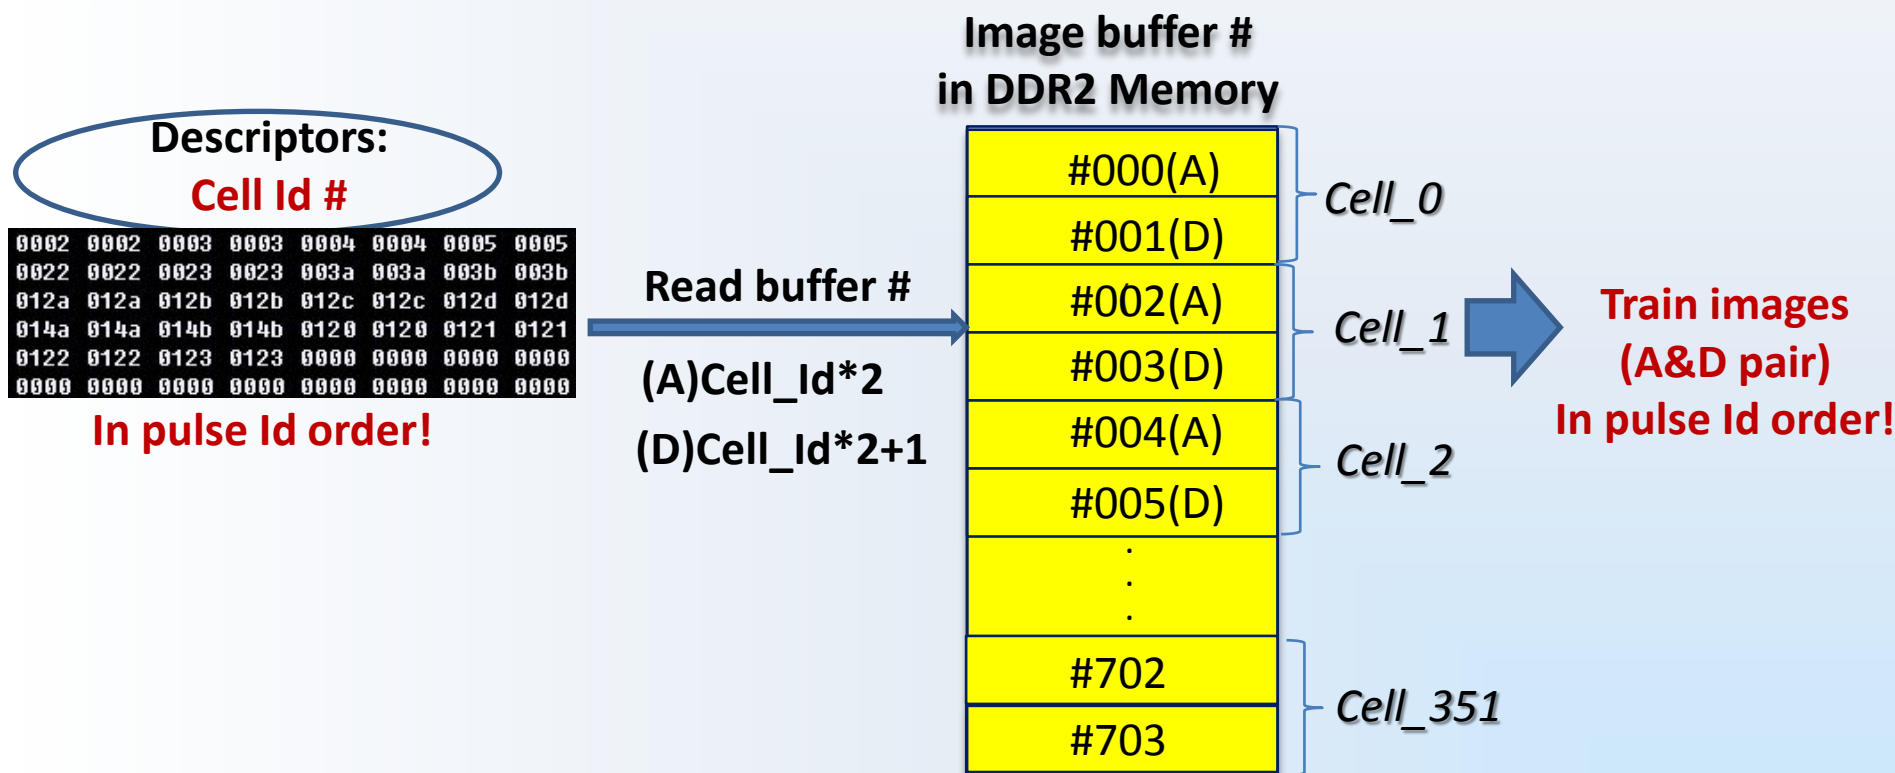 Image buffer #
in DDR2 Memory
Descriptors:
Cell Id #
0002 0002 0003 0003 0004 0004 0005 0005
0022 0022 0023 0023 003a 003a 003b 003b
012a 012a 012b 012b 012c 012c 012d 012d
014a 014a 014b 014b 0120 0120 0121 0121
0122 0122 0123 0123 0000 0000 0000 0000
0000 0000 0000 0000 0000 0000 0000 0000
In pulse Id order!
Read buffer #
(A)Cell_Id*2
(D)Cell_Id*2+1
#000(A)
#001(D)
#002(A)
#003(D)
#004(A)
#005(D)
.
.
.
#702
#703
Cell_0
Cell_1
Cell_2
Cell_351
Train images
(A&D pair)
In pulse Id order!